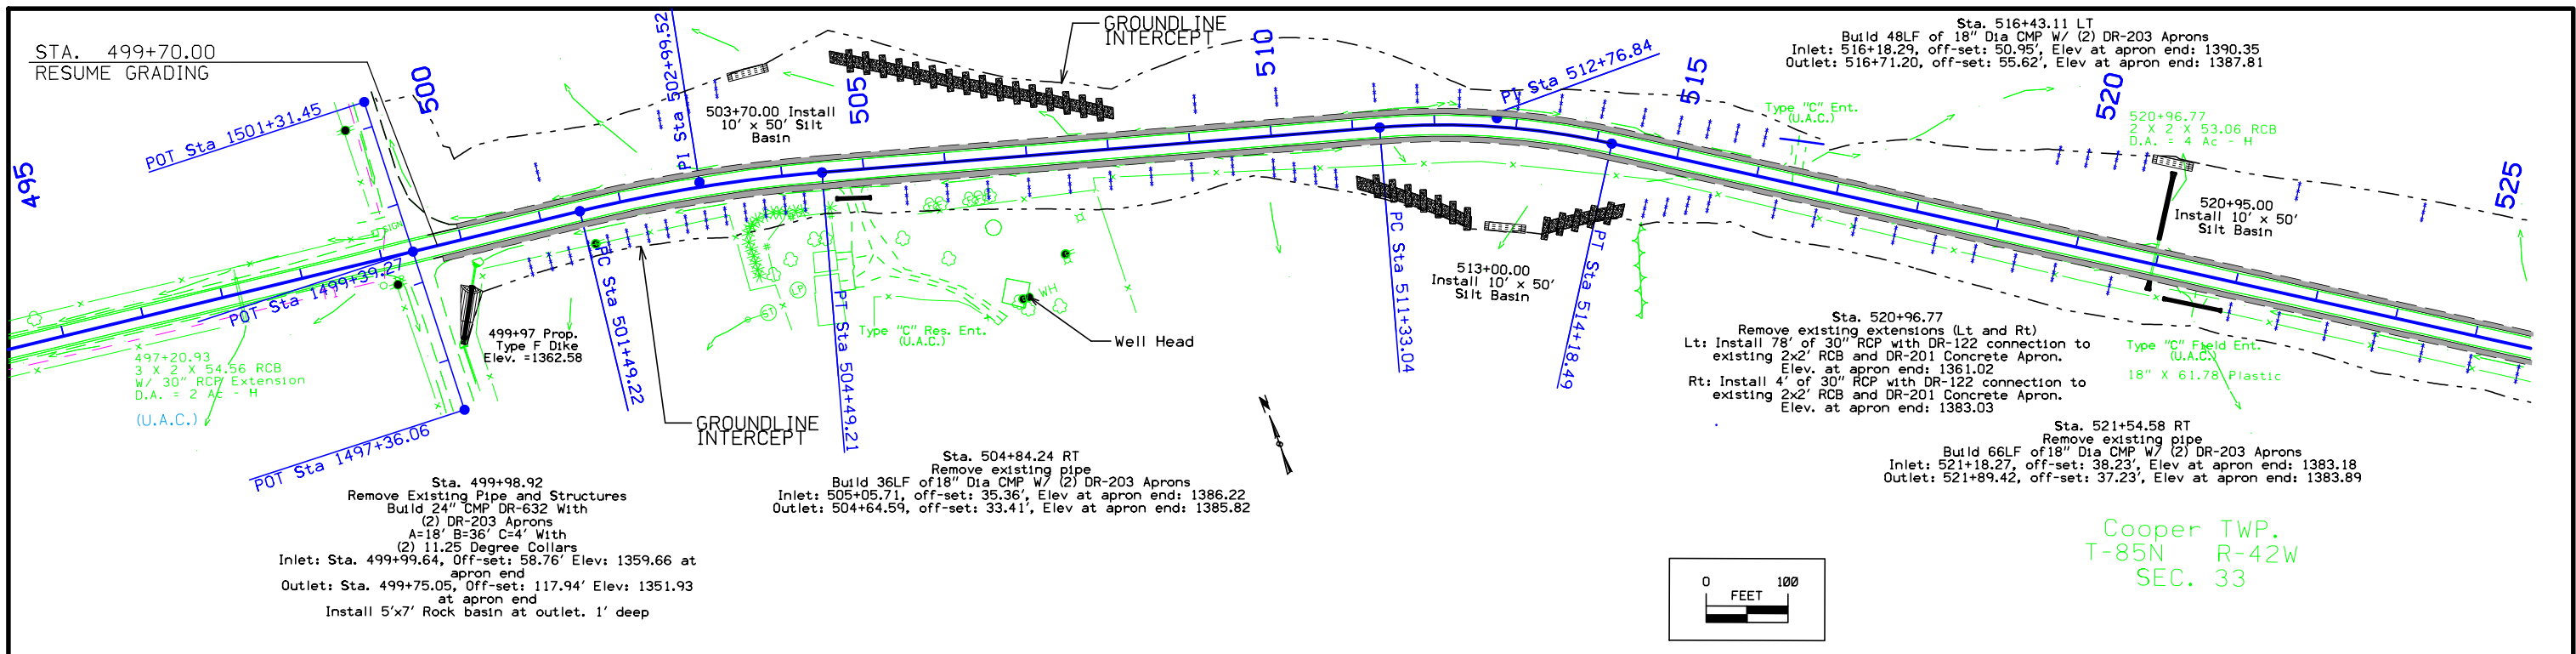 STA. 499+70.00
RESUME GRADING
495
500
505
510
515
520
525
POT Sta 1501+31.45
POT Sta 1499+39.27
POT Sta 1497+36.06
PI Sta 502+99.52
PC Sta 501+49.22
PT Sta 504+49.21
PI Sta 512+76.84
PC Sta 511+33.04
PT Sta 514+18.49
GROUNDLINE
INTERCEPT
503+70.00 Install
10' x 50' Silt
Basin
Sta. 516+43.11 LT
Build 48LF of 18" Dia CMP W/ (2) DR-203 Aprons
Inlet: 516+18.29, off-set: 50.95', Elev at apron end: 1390.35
Outlet: 516+71.20, off-set: 55.62', Elev at apron end: 1387.81
Type "C" Ent.
(U.A.C.)
520+96.77
2 X 2 X 53.06 RCB
D.A. = 4 Ac - H
520+95.00
Install 10' x 50'
Silt Basin
SIGN
497+20.93
3 X 2 X 54.56 RCB
W/ 30" RCP Extension
D.A. = 2 Ac - H
(U.A.C.)
499+97 Prop.
Type F Dike
Elev. =1362.58
LP
ST
Type "C" Res. Ent.
(U.A.C.)
WH
Well Head
GROUNDLINE
INTERCEPT
513+00.00
Install 10' x 50'
Silt Basin
Sta. 520+96.77
Remove existing extensions (Lt and Rt)
Lt: Install 78' of 30" RCP with DR-122 connection to
existing 2x2' RCB and DR-201 Concrete Apron.
Elev. at apron end: 1361.02
Rt: Install 4' of 30" RCP with DR-122 connection to
existing 2x2' RCB and DR-201 Concrete Apron.
Elev. at apron end: 1383.03
Type "C" Field Ent.
(U.A.C.)
18" X 61.78 Plastic
Sta. 521+54.58 RT
Remove existing pipe
Build 66LF of18" Dia CMP W/ (2) DR-203 Aprons
Inlet: 521+18.27, off-set: 38.23', Elev at apron end: 1383.18
Outlet: 521+89.42, off-set: 37.23', Elev at apron end: 1383.89
Sta. 499+98.92
Remove Existing Pipe and Structures
Build 24" CMP DR-632 With
(2) DR-203 Aprons
A=18' B=36' C=4' With
(2) 11.25 Degree Collars
Inlet: Sta. 499+99.64, Off-set: 58.76' Elev: 1359.66 at
apron end
Outlet: Sta. 499+75.05, Off-set: 117.94' Elev: 1351.93
at apron end
Install 5'x7' Rock basin at outlet. 1' deep
Sta. 504+84.24 RT
Remove existing pipe
Build 36LF of18" Dia CMP W/ (2) DR-203 Aprons
Inlet: 505+05.71, off-set: 35.36', Elev at apron end: 1386.22
Outlet: 504+64.59, off-set: 33.41', Elev at apron end: 1385.82
Cooper TWP.
T-85N R-42W
SEC. 33
0 100
FEET